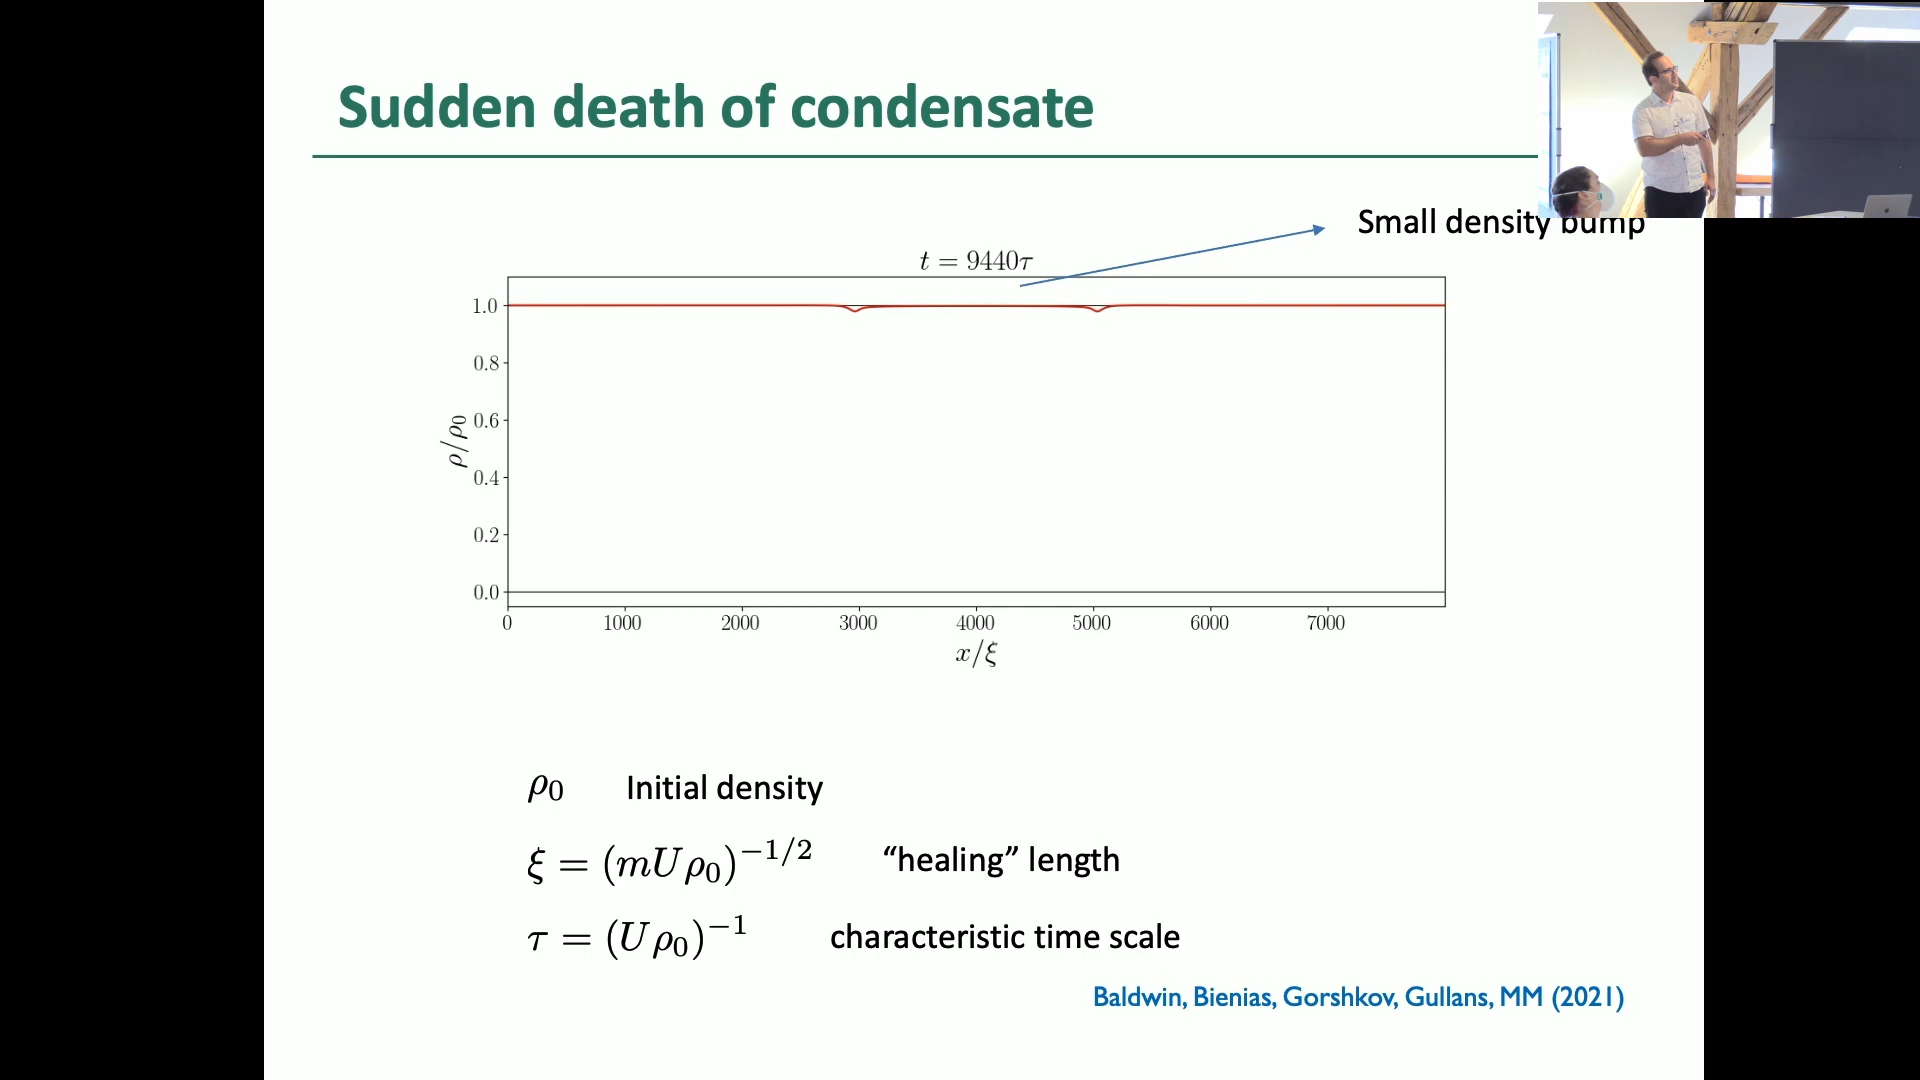 Sudden death of condensate
Small density bump
t = 9440τ
1.0
0.8
0.6
0.4
0.2
0.0
ρ/ρ₀
0 1000 2000 3000 4000 5000 6000 7000
x/ξ
ρ₀ Initial density
ξ = (mUρ₀)^{−1/2} “healing” length
τ = (Uρ₀)^{−1} characteristic time scale
Baldwin, Bienias, Gorshkov, Gullans, MM (2021)